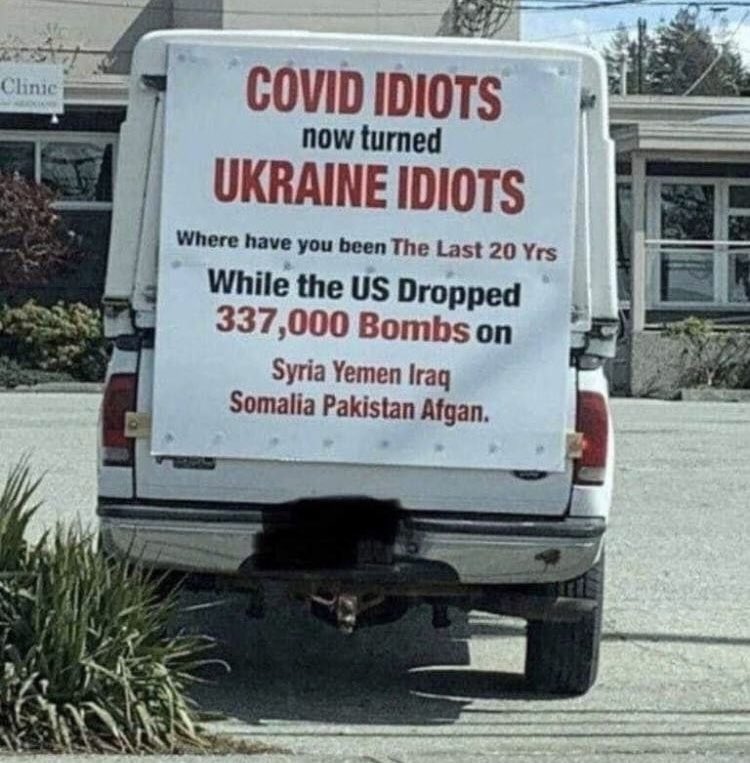 Clinic
COVID IDIOTS
now turned
UKRAINE IDIOTS
Where have you been The Last 20 Yrs
While the US Dropped
337,000 Bombs on
Syria Yemen Iraq
Somalia Pakistan Afgan.